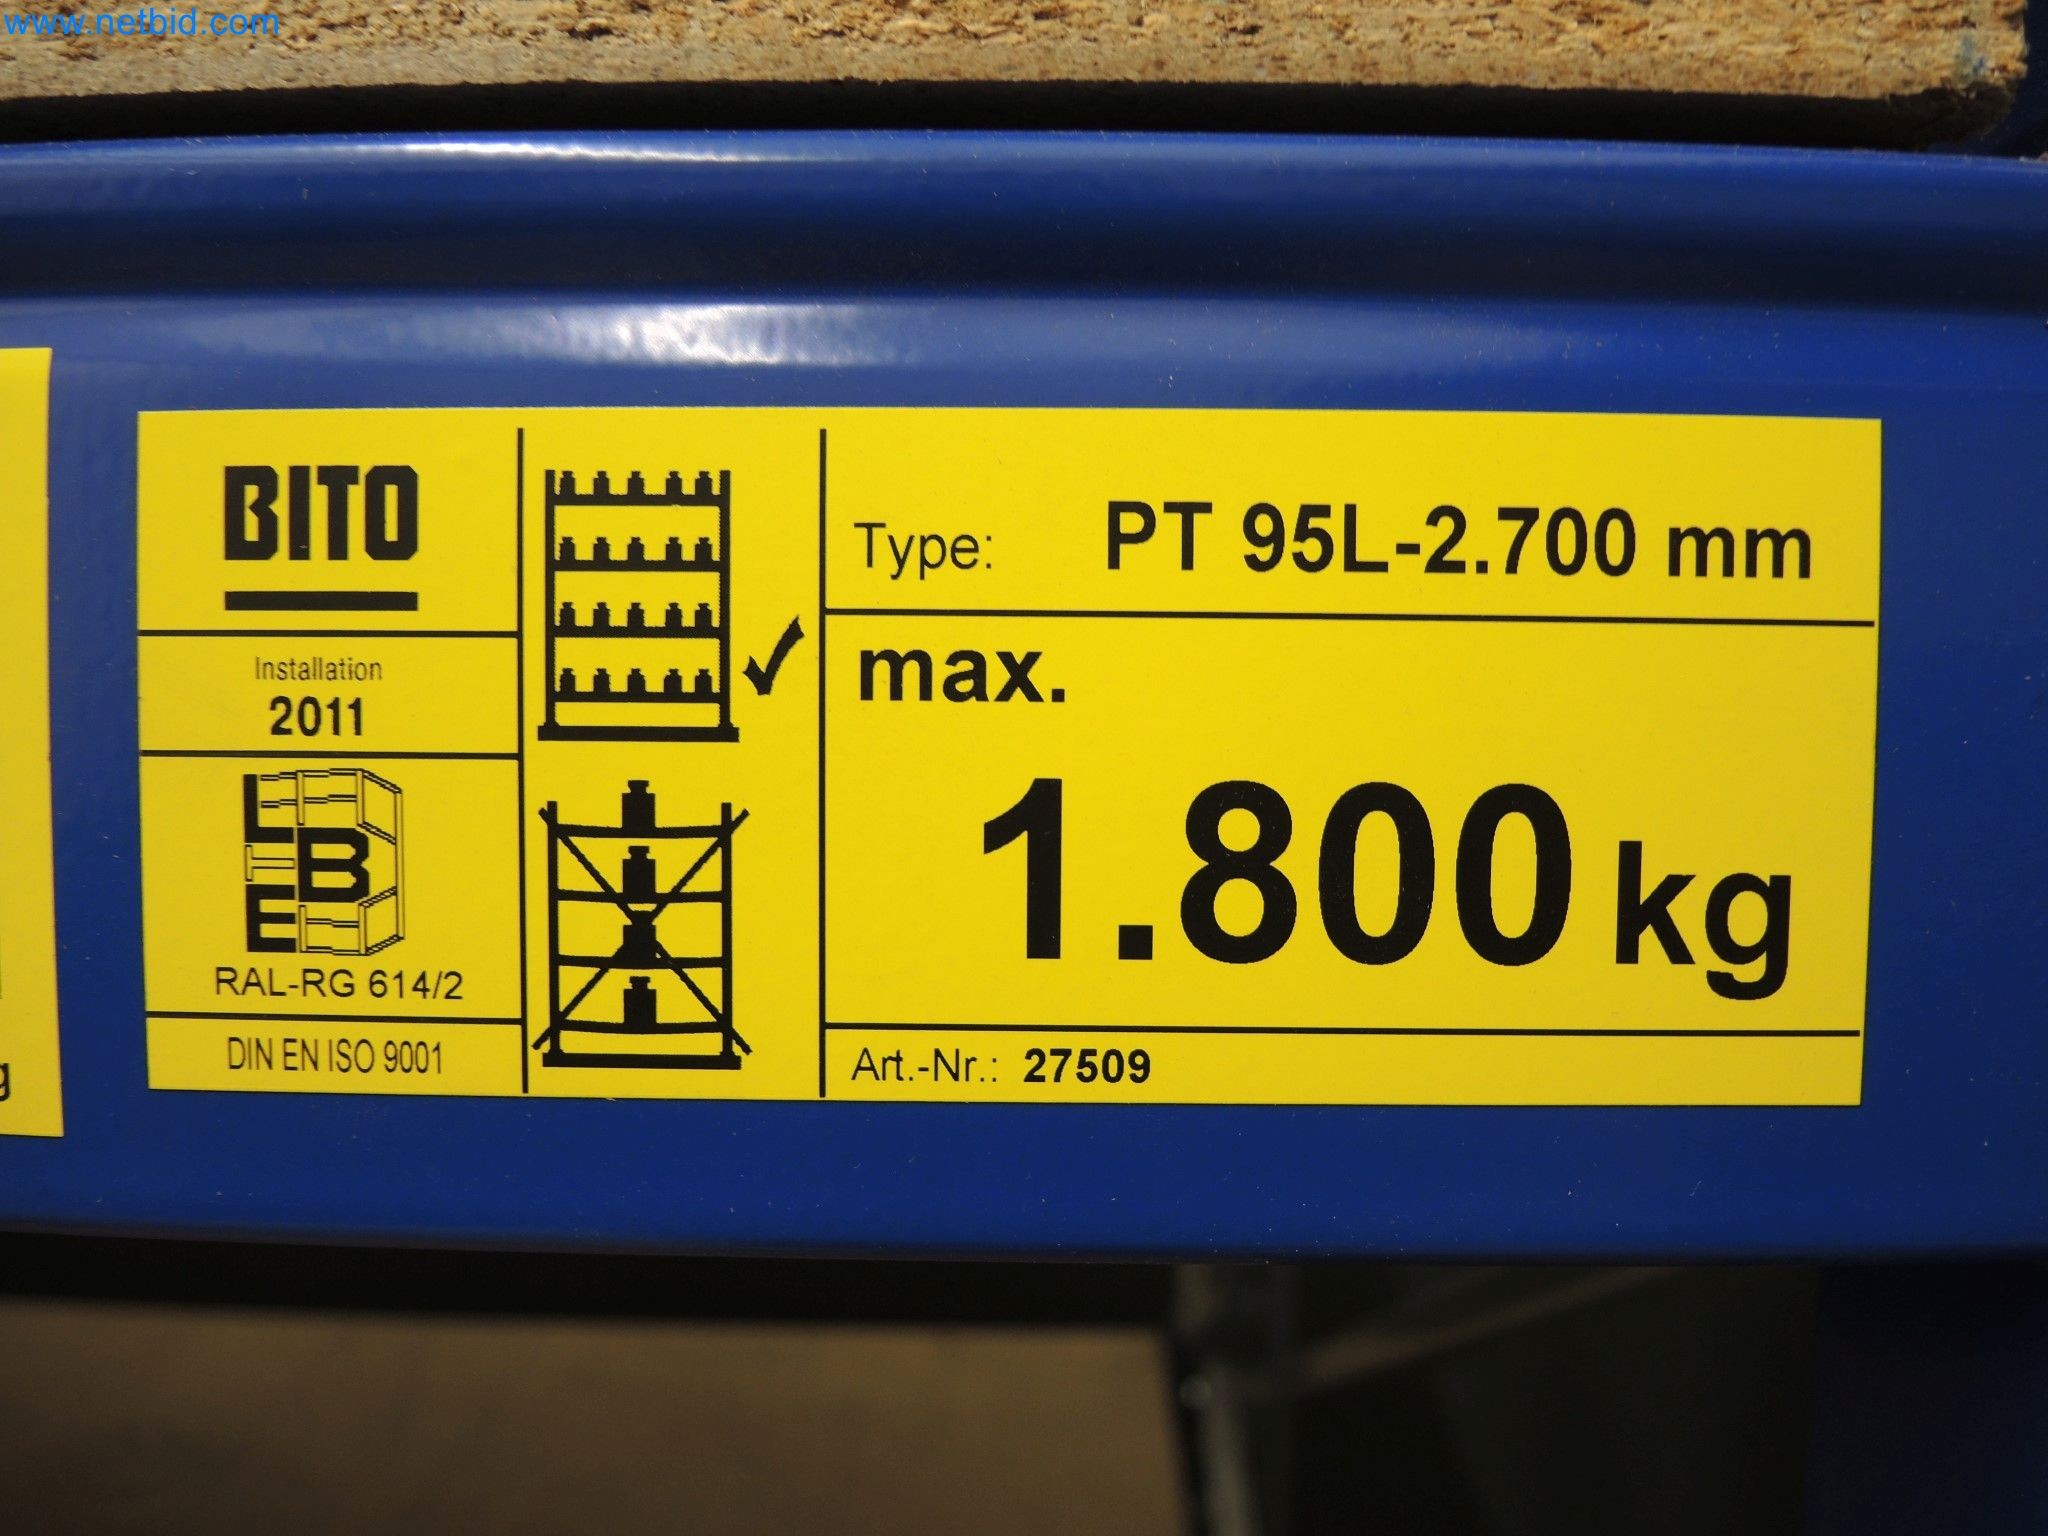 www.netbid.com
BITO
Installation
2011
L
T B
E
RAL-RG 614/2
DIN EN ISO 9001
Type: PT 95L-2.700 mm
max.
1.800 kg
Art.-Nr.: 27509
g